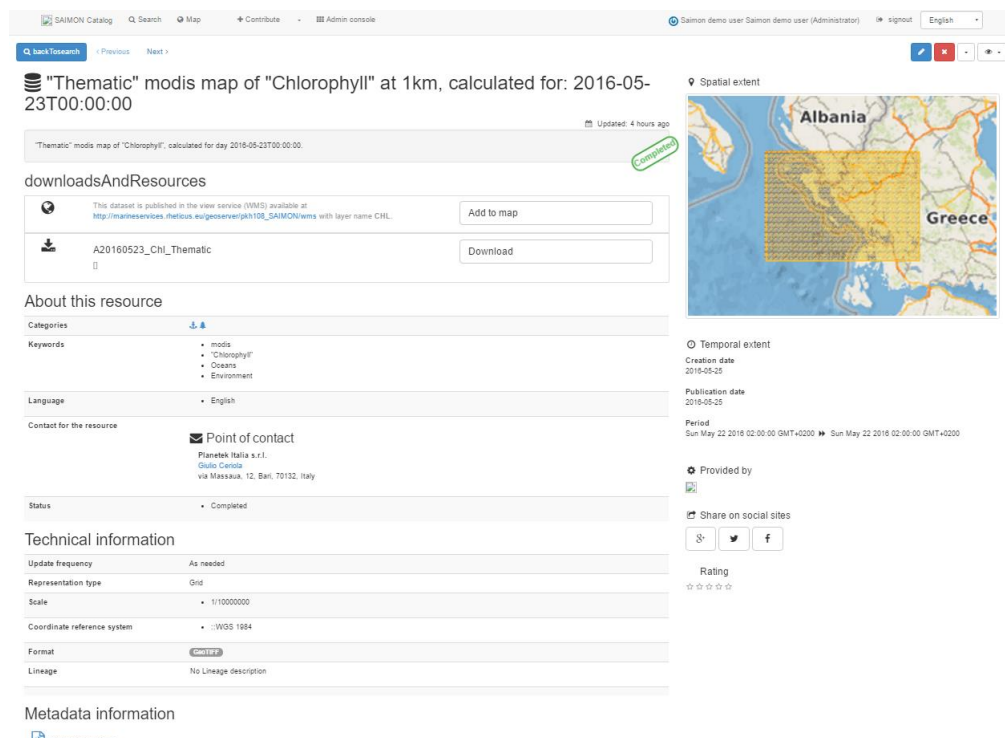 SAIMON Catalog Search Map + Contribute Admin console Saimon demo user Saimon demo user (Administrator) signout English
backTosearch ‹ Previous Next ›
"Thematic" modis map of "Chlorophyll" at 1km, calculated for: 2016-05-
23T00:00:00
Updated: 4 hours ago
"Thematic" modis map of "Chlorophyll", calculated for day 2016-05-23T00:00:00.
Completed
downloadsAndResources
This dataset is published in the view service (WMS) available at
http://marineservices.rheticus.eu/geoserver/pkh108_SAIMON/wms with layer name CHL.
Add to map
A20160523_Chl_Thematic
[]
Download
About this resource
Categories
Keywords
• modis
• "Chlorophyll"
• Oceans
• Environment
Language
• English
Contact for the resource
Point of contact
Planetek Italia s.r.l.
Giulio Ceriola
via Massaua, 12, Bari, 70132, Italy
Status
• Completed
Technical information
Update frequency As needed
Representation type Grid
Scale • 1/10000000
Coordinate reference system • ::WGS 1984
Format GeoTIFF
Lineage No Lineage description
Metadata information
Spatial extent
Albania
Greece
Temporal extent
Creation date
2016-05-25
Publication date
2016-05-25
Period
Sun May 22 2016 02:00:00 GMT+0200 Sun May 22 2016 02:00:00 GMT+0200
Provided by
Share on social sites
Rating